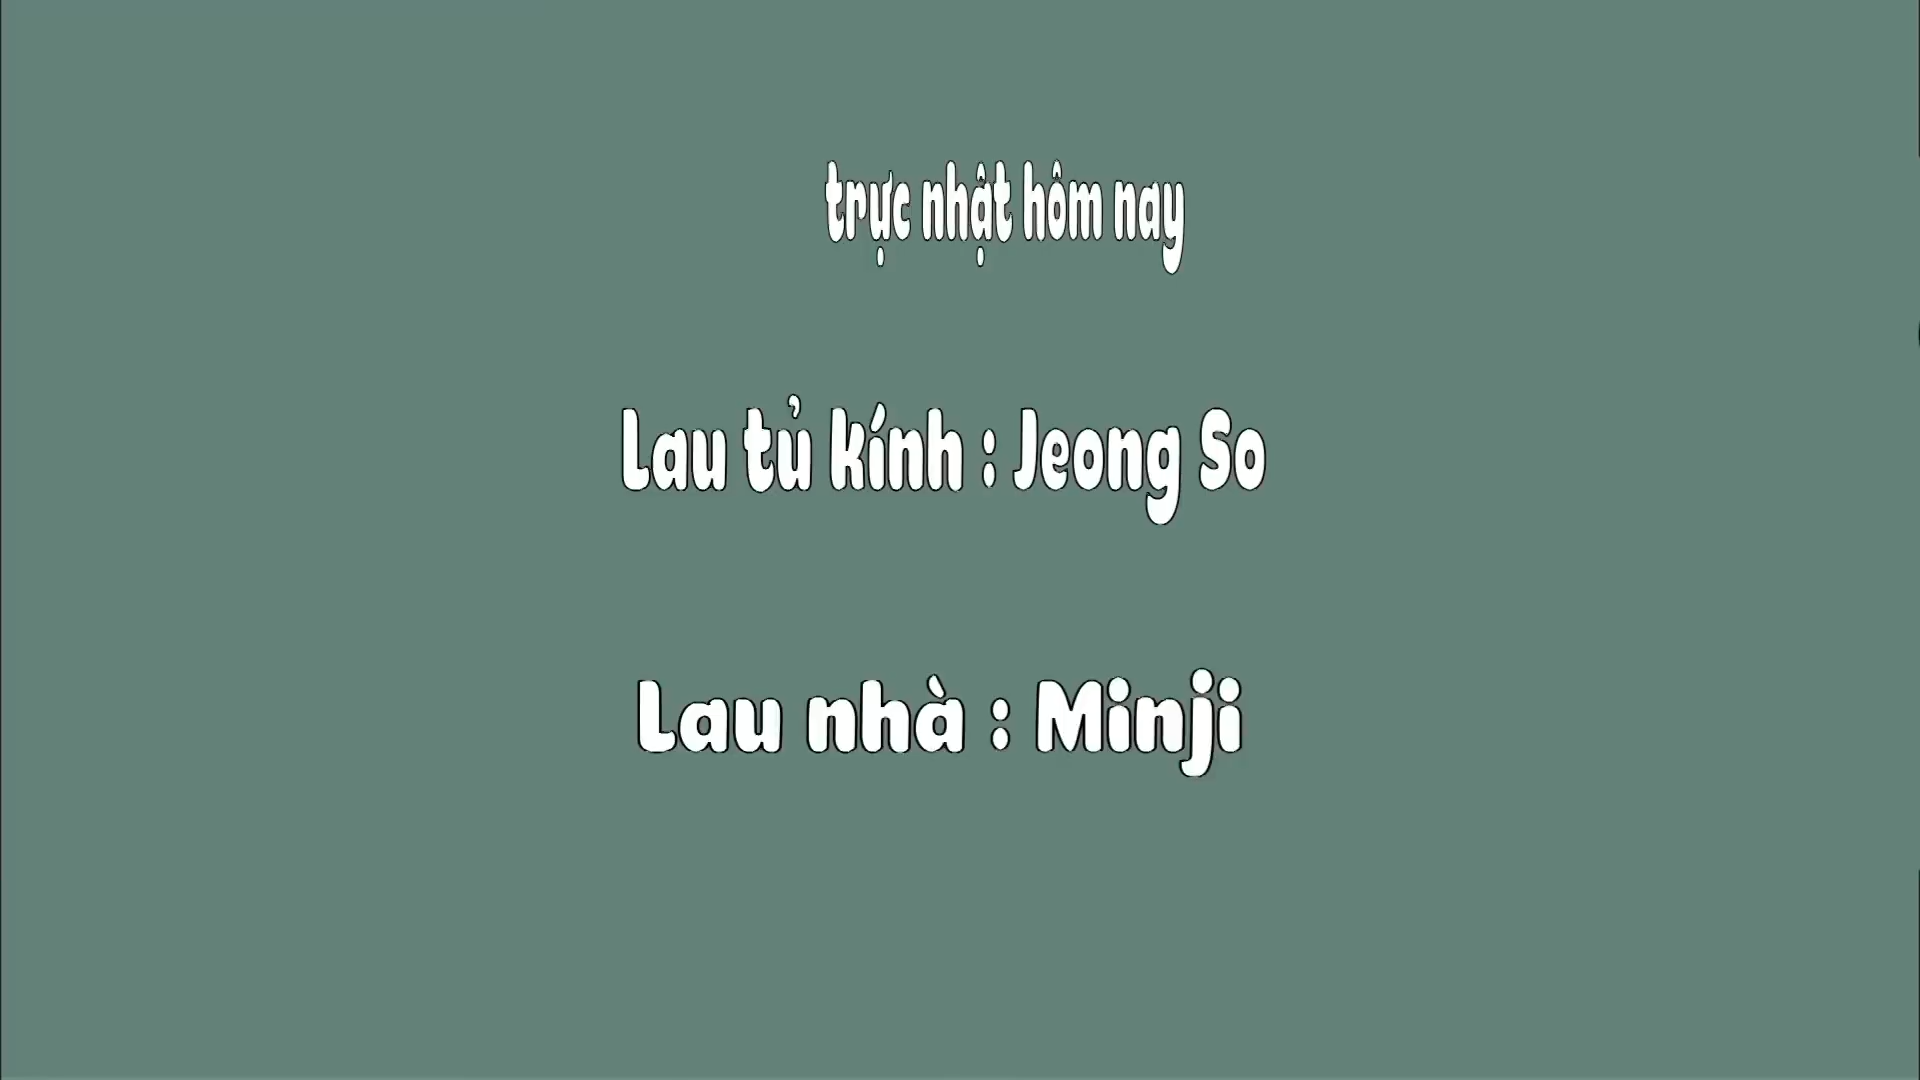 trực nhật hôm nay
Lau tủ kính : Jeong So
Lau nhà : Minji